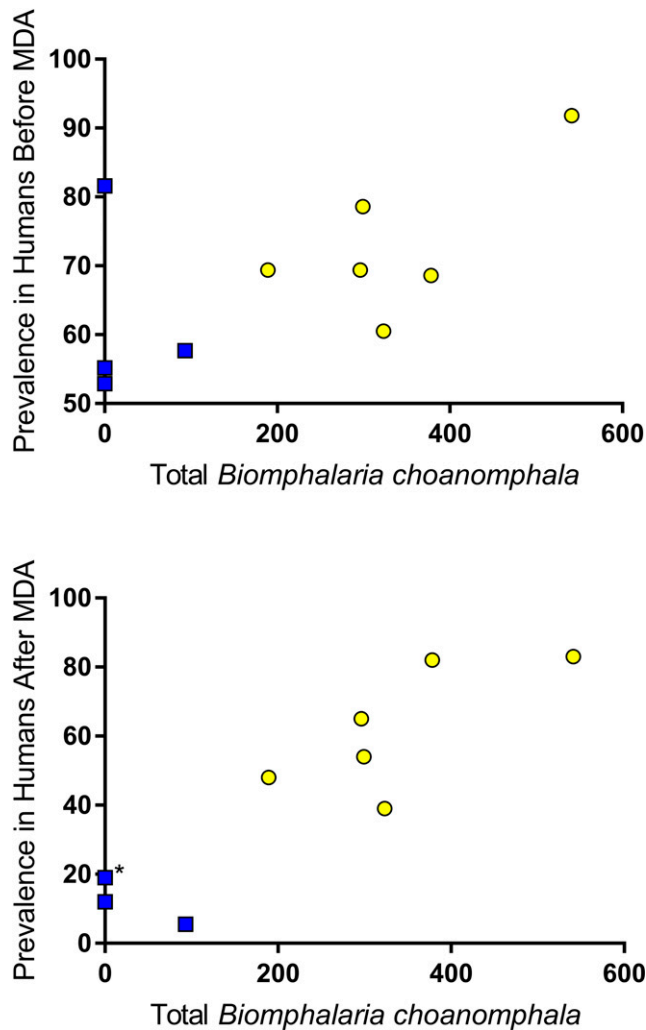 Prevalence in Humans Before MDA
100
90
80
70
60
50
0 200 400 600
Total Biomphalaria choanomphala
Prevalence in Humans After MDA
100
80
60
40
20
0
*
0 200 400 600
Total Biomphalaria choanomphala